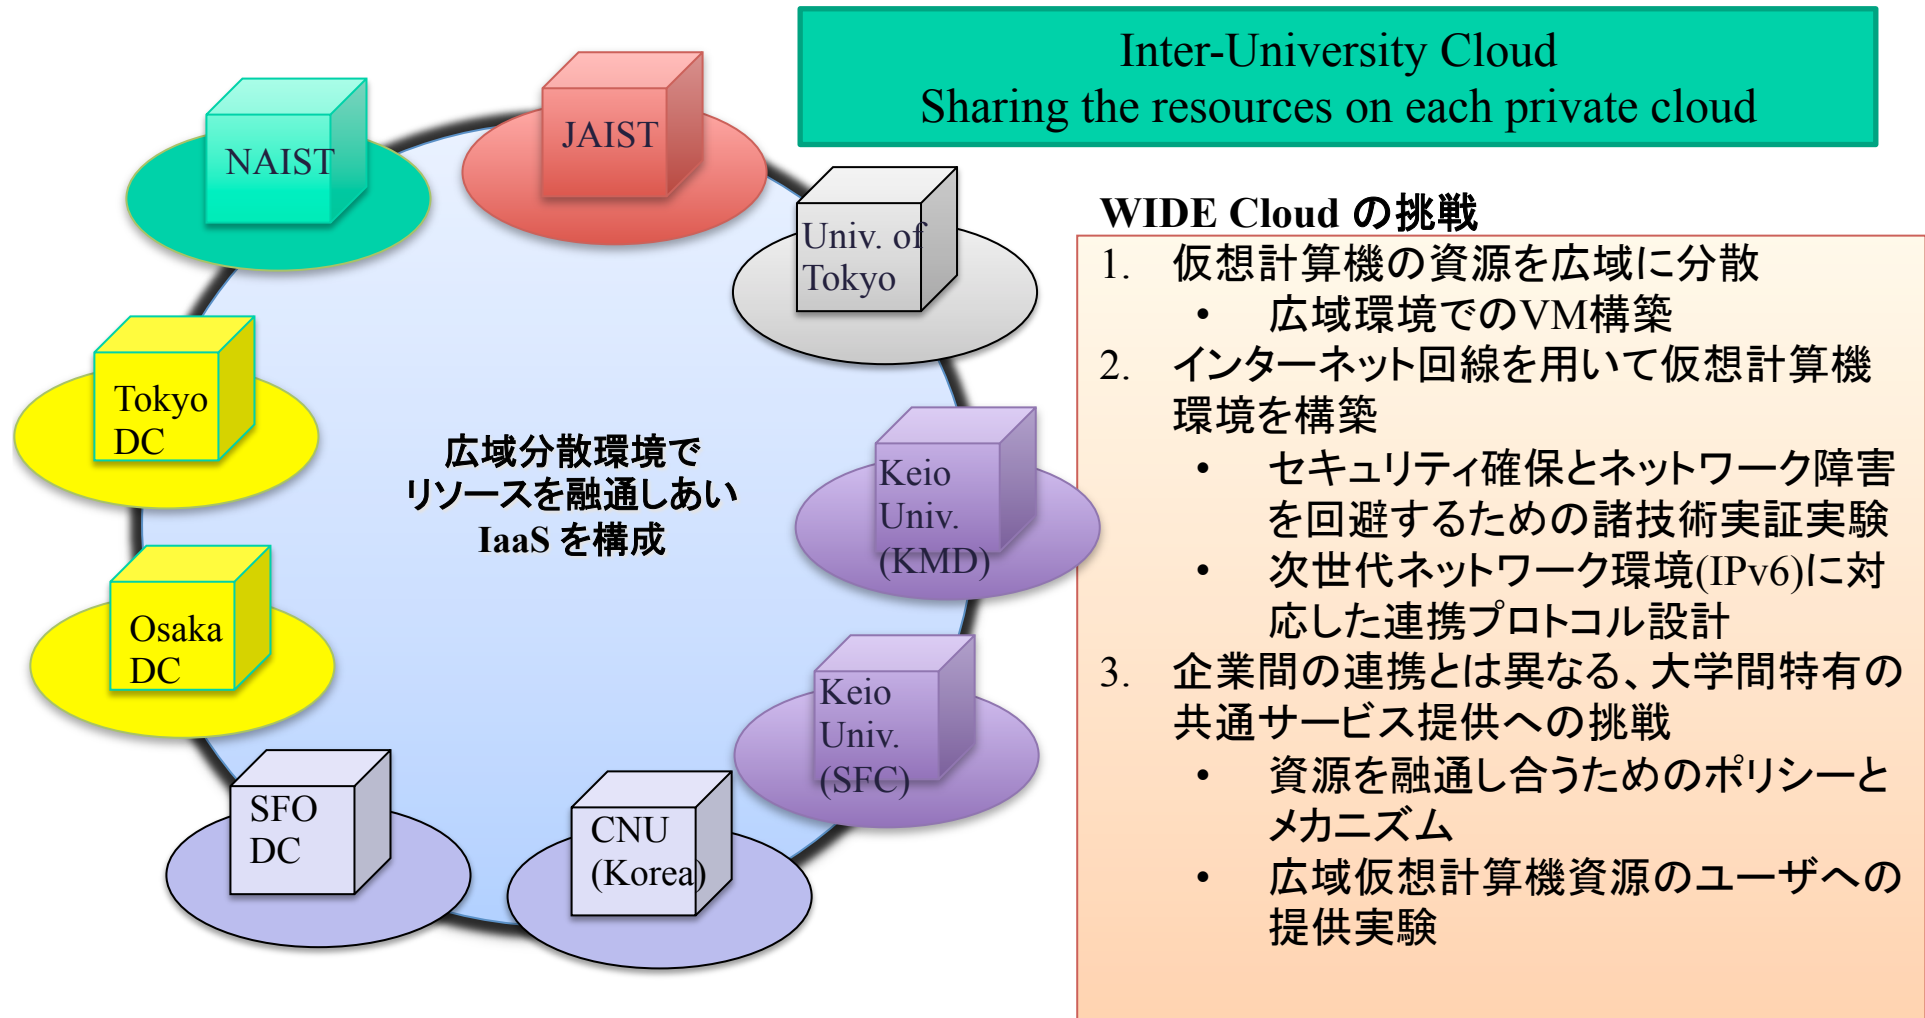 Inter-University Cloud
Sharing the resources on each private cloud
NAIST
JAIST
Univ. of
Tokyo
Tokyo
DC
Keio
Univ.
(KMD)
広域分散環境で
リソースを融通しあい
IaaS を構成
Osaka
DC
Keio
Univ.
(SFC)
SFO
DC
CNU
(Korea)
WIDE Cloud の挑戦
1. 仮想計算機の資源を広域に分散
• 広域環境でのVM構築
2. インターネット回線を用いて仮想計算機
環境を構築
• セキュリティ確保とネットワーク障害
を回避するための諸技術実証実験
• 次世代ネットワーク環境(IPv6)に対
応した連携プロトコル設計
3. 企業間の連携とは異なる、大学間特有の
共通サービス提供への挑戦
• 資源を融通し合うためのポリシーと
メカニズム
• 広域仮想計算機資源のユーザへの
提供実験